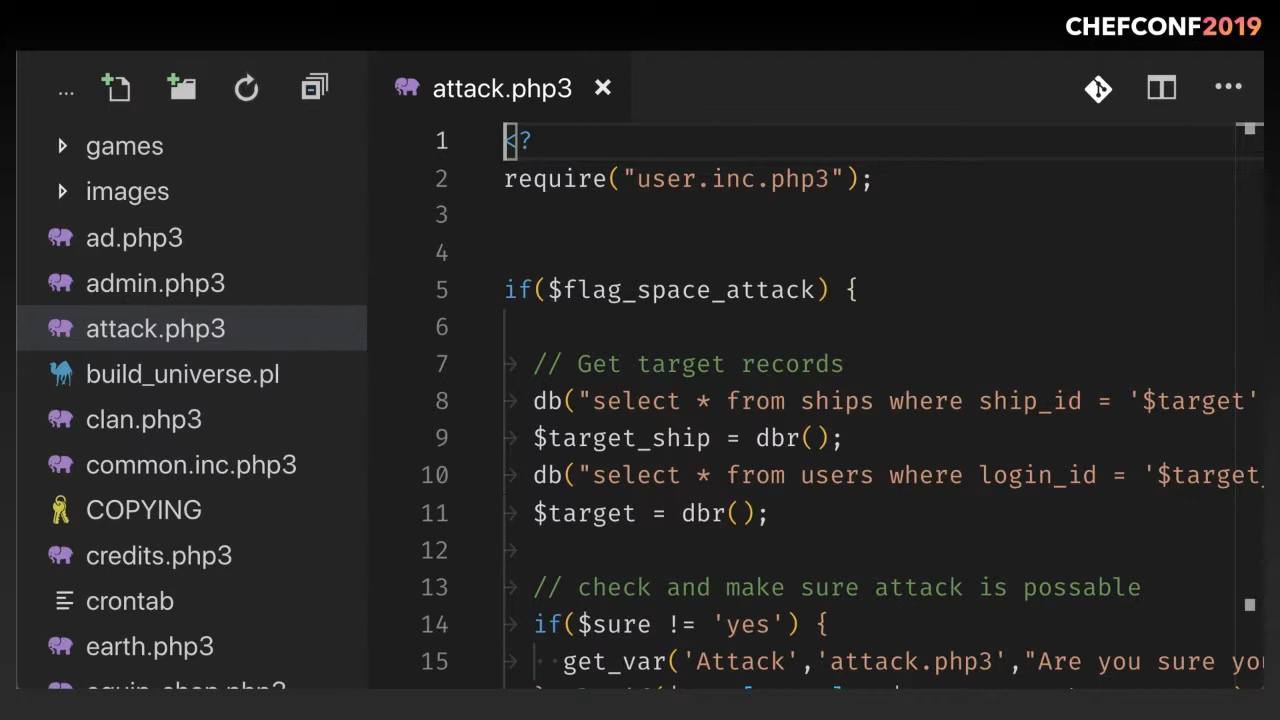 CHEFCONF2019
...
attack.php3
games
images
ad.php3
admin.php3
attack.php3
build_universe.pl
clan.php3
common.inc.php3
COPYING
credits.php3
crontab
earth.php3
1 <?
2 require("user.inc.php3");
3
4
5 if($flag_space_attack) {
6
7 // Get target records
8 db("select * from ships where ship_id = '$target'
9 $target_ship = dbr();
10 db("select * from users where login_id = '$target_
11 $target = dbr();
12
13 // check and make sure attack is possable
14 if($sure != 'yes') {
15 get_var('Attack','attack.php3',"Are you sure you